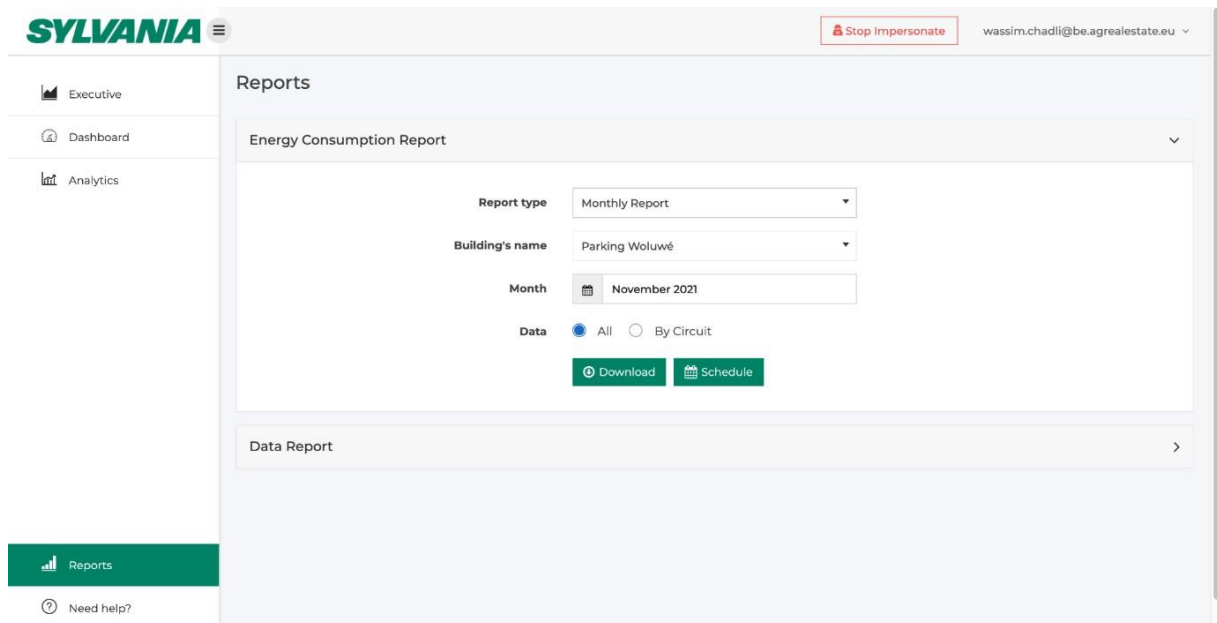 SYLVANIA
Stop Impersonate
wassim.chadli@be.agrealestate.eu
Executive
Dashboard
Analytics
Reports
Energy Consumption Report
Report type
Monthly Report
Building's name
Parking Woluwé
Month
November 2021
Data
All
By Circuit
Download
Schedule
Data Report
Reports
Need help?